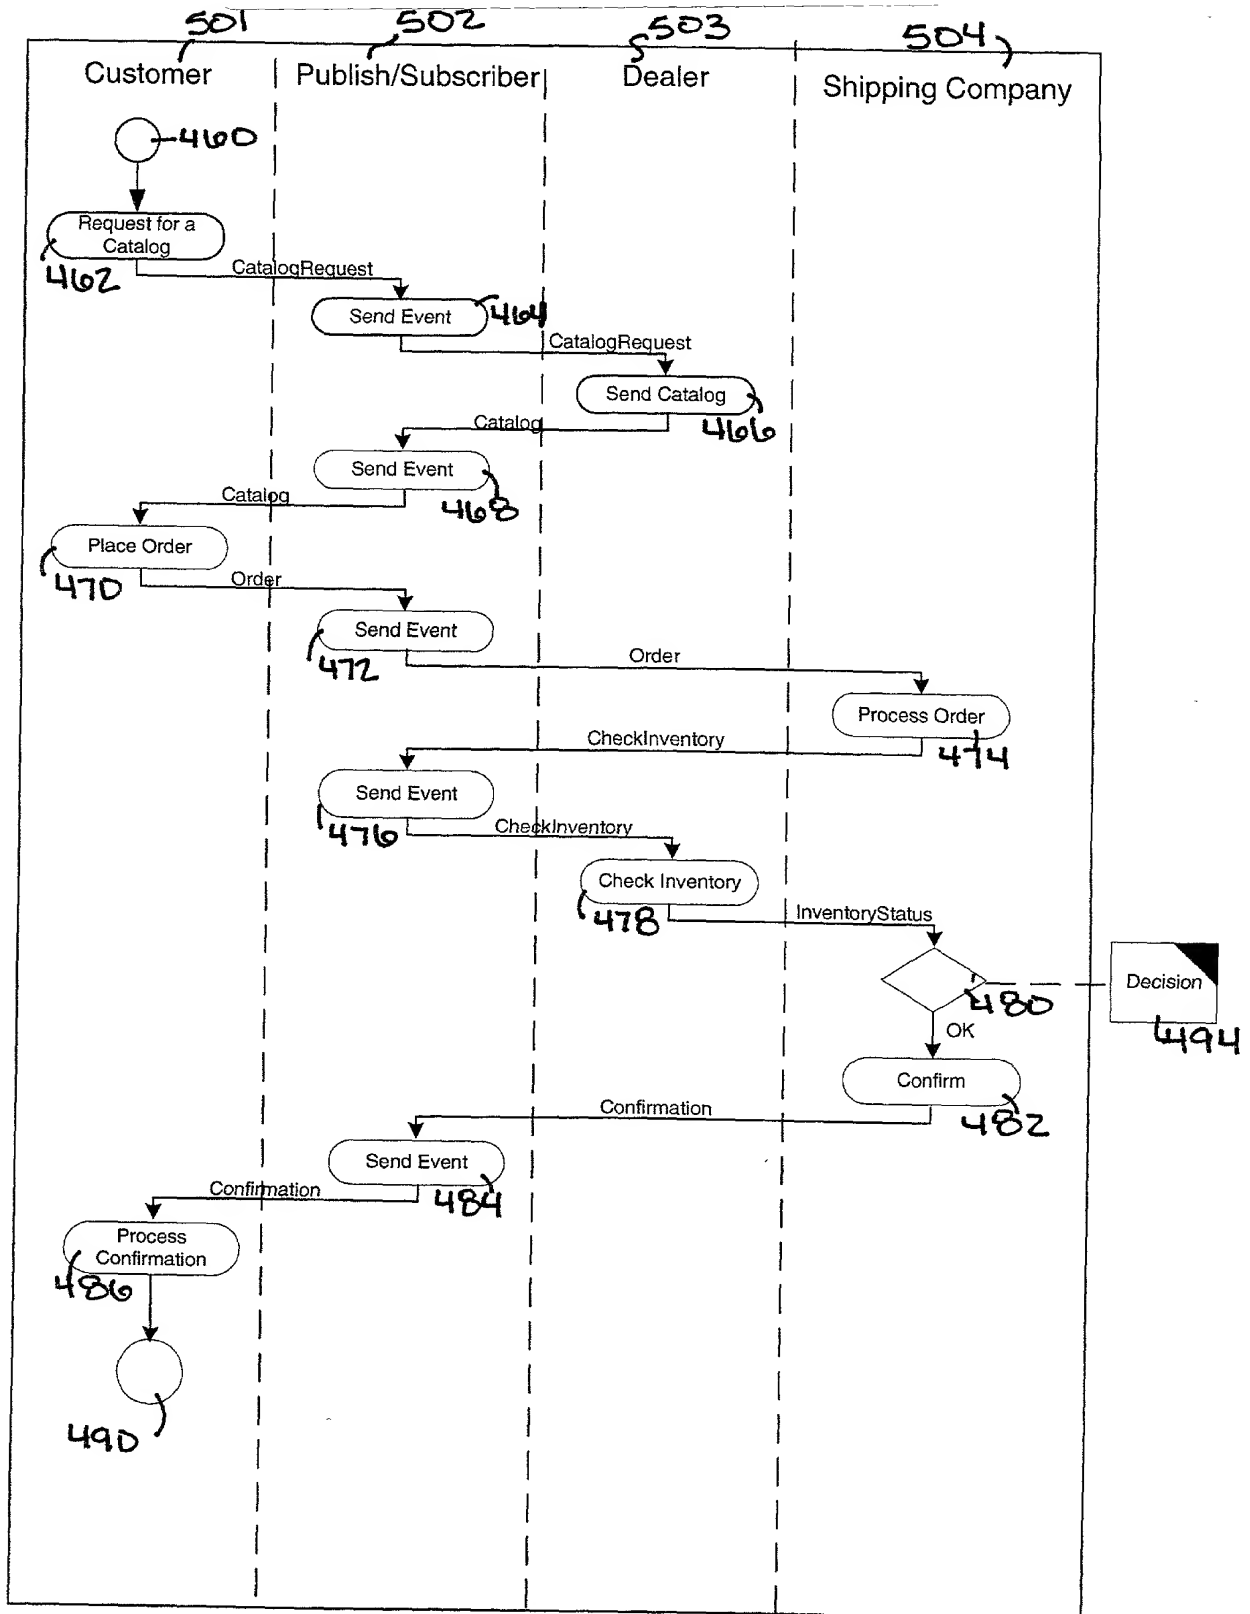 501
502
503
504
Customer
Publish/Subscriber
Dealer
Shipping Company
460
Request for a
Catalog
462
CatalogRequest
Send Event
464
CatalogRequest
Send Catalog
466
Catalog
Send Event
468
Catalog
Place Order
470
Order
Send Event
472
Order
Process Order
474
CheckInventory
Send Event
476
CheckInventory
Check Inventory
478
InventoryStatus
480
Decision
494
OK
Confirm
482
Confirmation
Send Event
484
Confirmation
Process
Confirmation
486
490